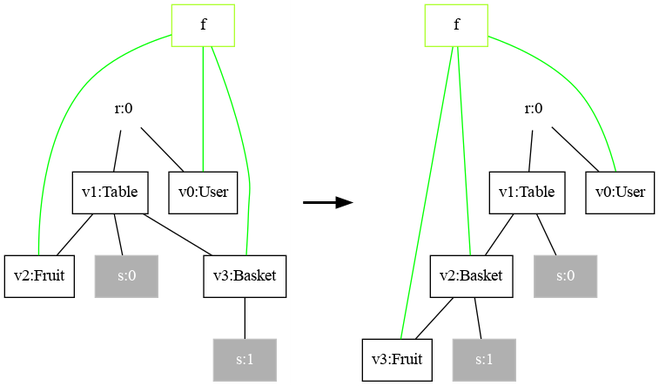 f
r:0
v1:Table
v0:User
v2:Fruit
s:0
v3:Basket
s:1
f
r:0
v1:Table
v0:User
v2:Basket
s:0
v3:Fruit
s:1